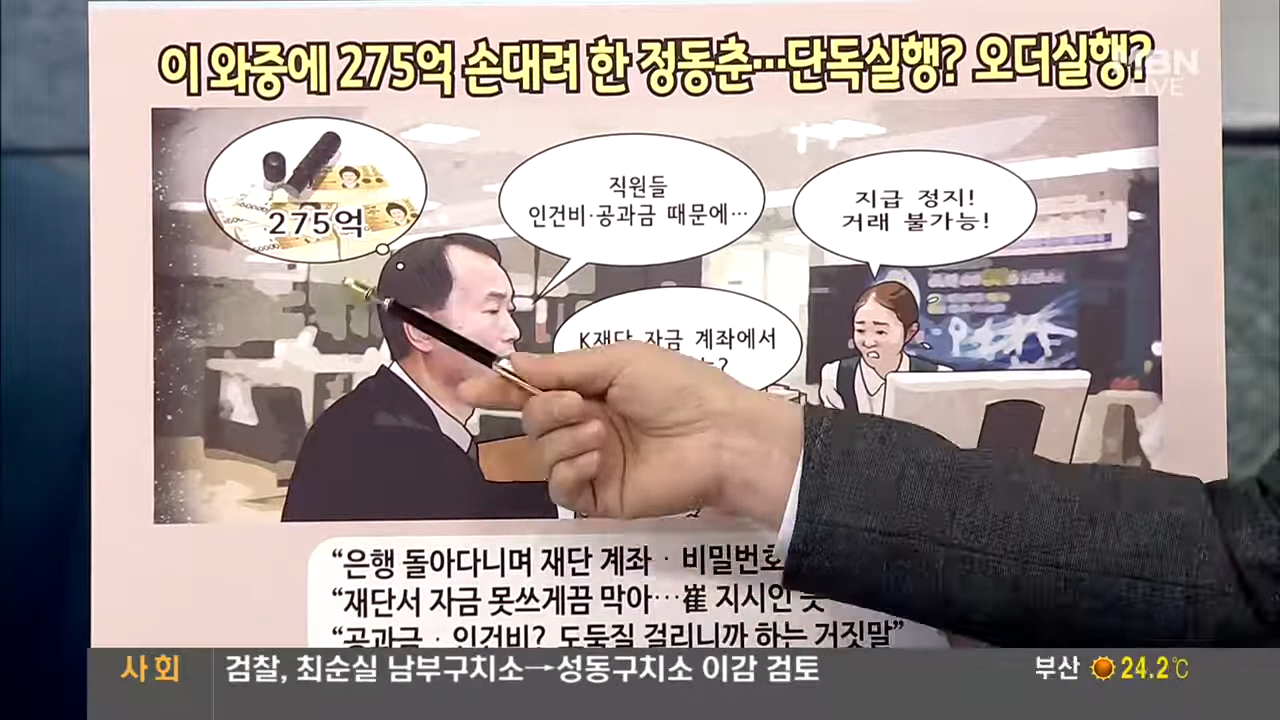 이 와중에 275억 손대려 한 정동춘…단독실행? 오더실행?
MBN
LIVE
275억
직원들
인건비·공과금 때문에…
지급 정지!
거래 불가능!
K재단 자금 계좌에서
“은행 돌아다니며 재단 계좌·비밀번호
“재단서 자금 못쓰게끔 막아…崔 지시인 듯
“공과금·인건비? 도둑질 걸리니까 하는 거짓말”
사회
검찰, 최순실 남부구치소→성동구치소 이감 검토
부산 24.2℃